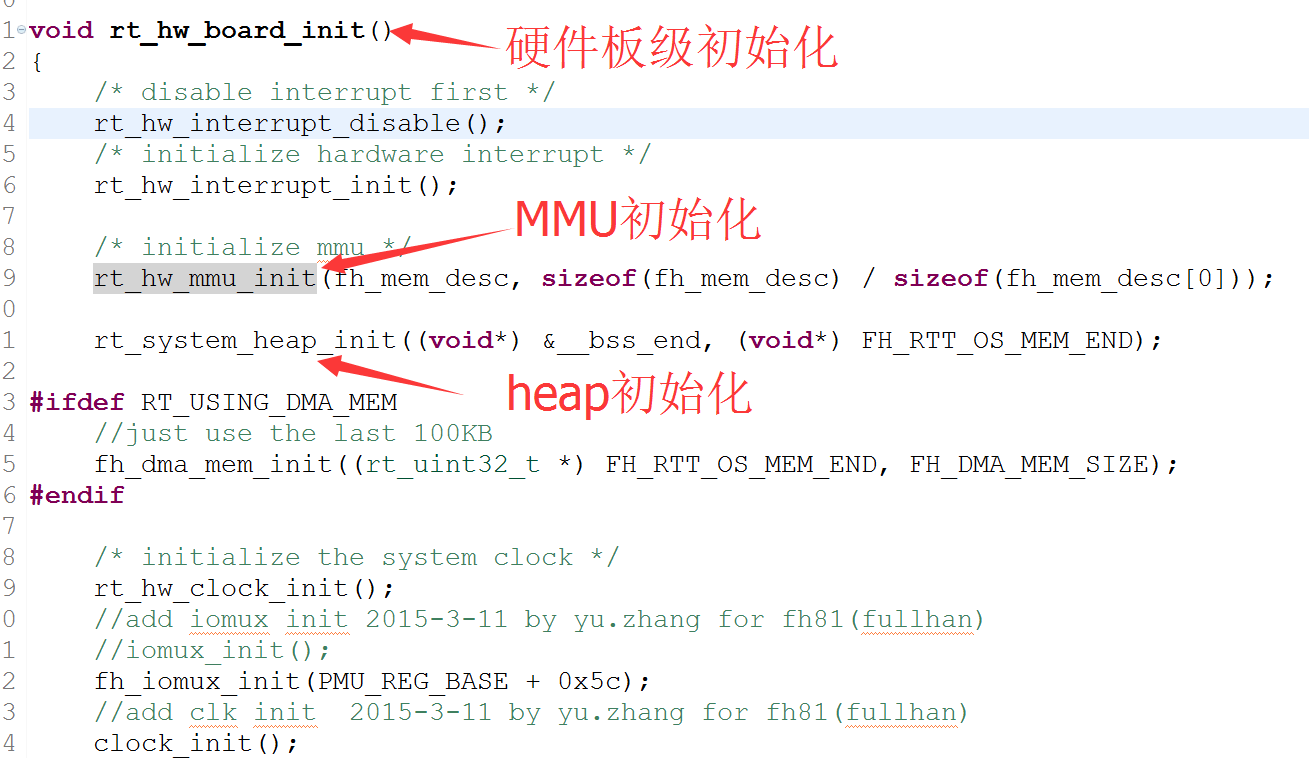 1 void rt_hw_board_init()
硬件板级初始化
2 {
3 /* disable interrupt first */
4 rt_hw_interrupt_disable();
5 /* initialize hardware interrupt */
6 rt_hw_interrupt_init();
7
MMU初始化
8 /* initialize mmu */
9 rt_hw_mmu_init(fh_mem_desc, sizeof(fh_mem_desc) / sizeof(fh_mem_desc[0]));
0
1 rt_system_heap_init((void*) &__bss_end, (void*) FH_RTT_OS_MEM_END);
2
heap初始化
3 #ifdef RT_USING_DMA_MEM
4 //just use the last 100KB
5 fh_dma_mem_init((rt_uint32_t *) FH_RTT_OS_MEM_END, FH_DMA_MEM_SIZE);
6 #endif
7
8 /* initialize the system clock */
9 rt_hw_clock_init();
0 //add iomux init 2015-3-11 by yu.zhang for fh81(fullhan)
1 //iomux_init();
2 fh_iomux_init(PMU_REG_BASE + 0x5c);
3 //add clk init  2015-3-11 by yu.zhang for fh81(fullhan)
4 clock_init();